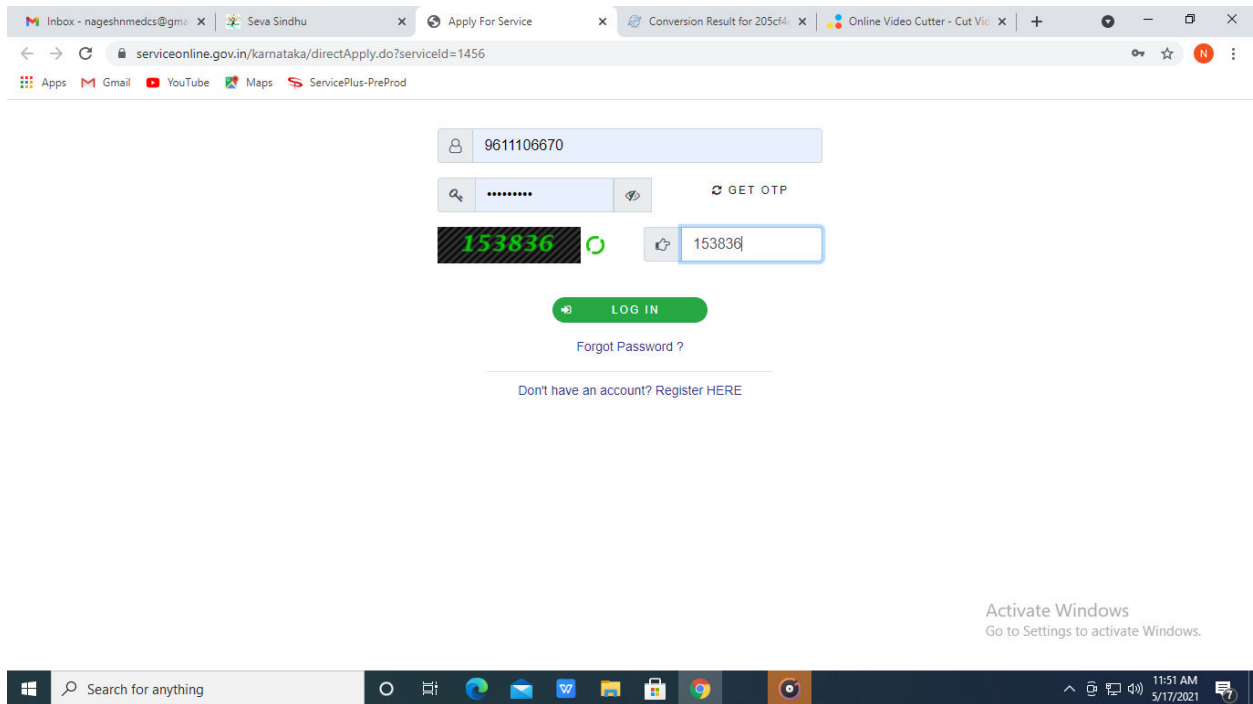 Inbox - nageshnmedcs@gma
Seva Sindhu
Apply For Service
Conversion Result for 205cf4
Online Video Cutter - Cut Vid
serviceonline.gov.in/karnataka/directApply.do?serviceId=1456
N
Apps
Gmail
YouTube
Maps
ServicePlus-PreProd
9611106670
•••••••••
GET OTP
153836
153836
LOG IN
Forgot Password ?
Don't have an account? Register HERE
Activate Windows
Go to Settings to activate Windows.
Search for anything
W
11:51 AM
5/17/2021
7